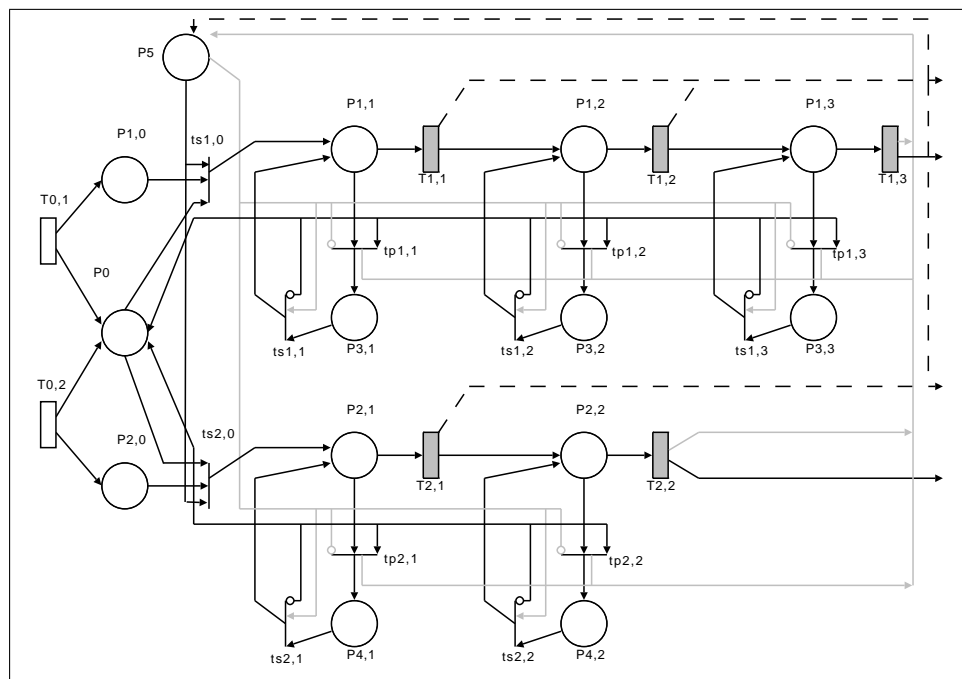 P5
P1,0
ts1,0
P1,1
P1,2
P1,3
T0,1
T1,1
T1,2
T1,3
P0
tp1,1
tp1,2
tp1,3
ts1,1
P3,1
ts1,2
P3,2
ts1,3
P3,3
T0,2
P2,0
ts2,0
P2,1
P2,2
T2,1
T2,2
tp2,1
tp2,2
ts2,1
P4,1
ts2,2
P4,2